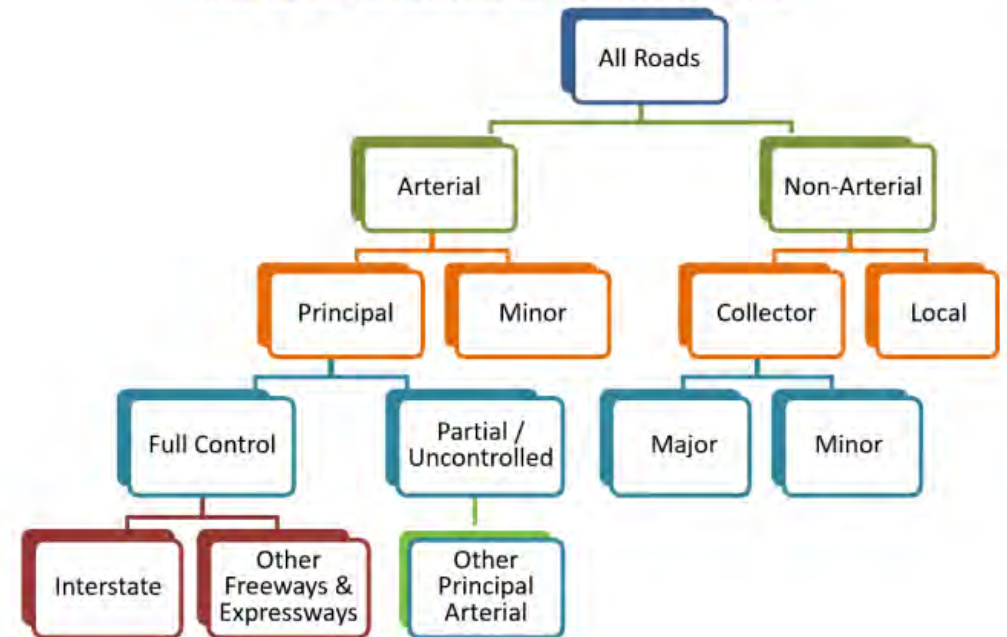 All Roads
Arterial
Non-Arterial
Principal
Minor
Collector
Local
Full Control
Partial /
Uncontrolled
Major
Minor
Interstate
Other
Freeways &
Expressways
Other
Principal
Arterial